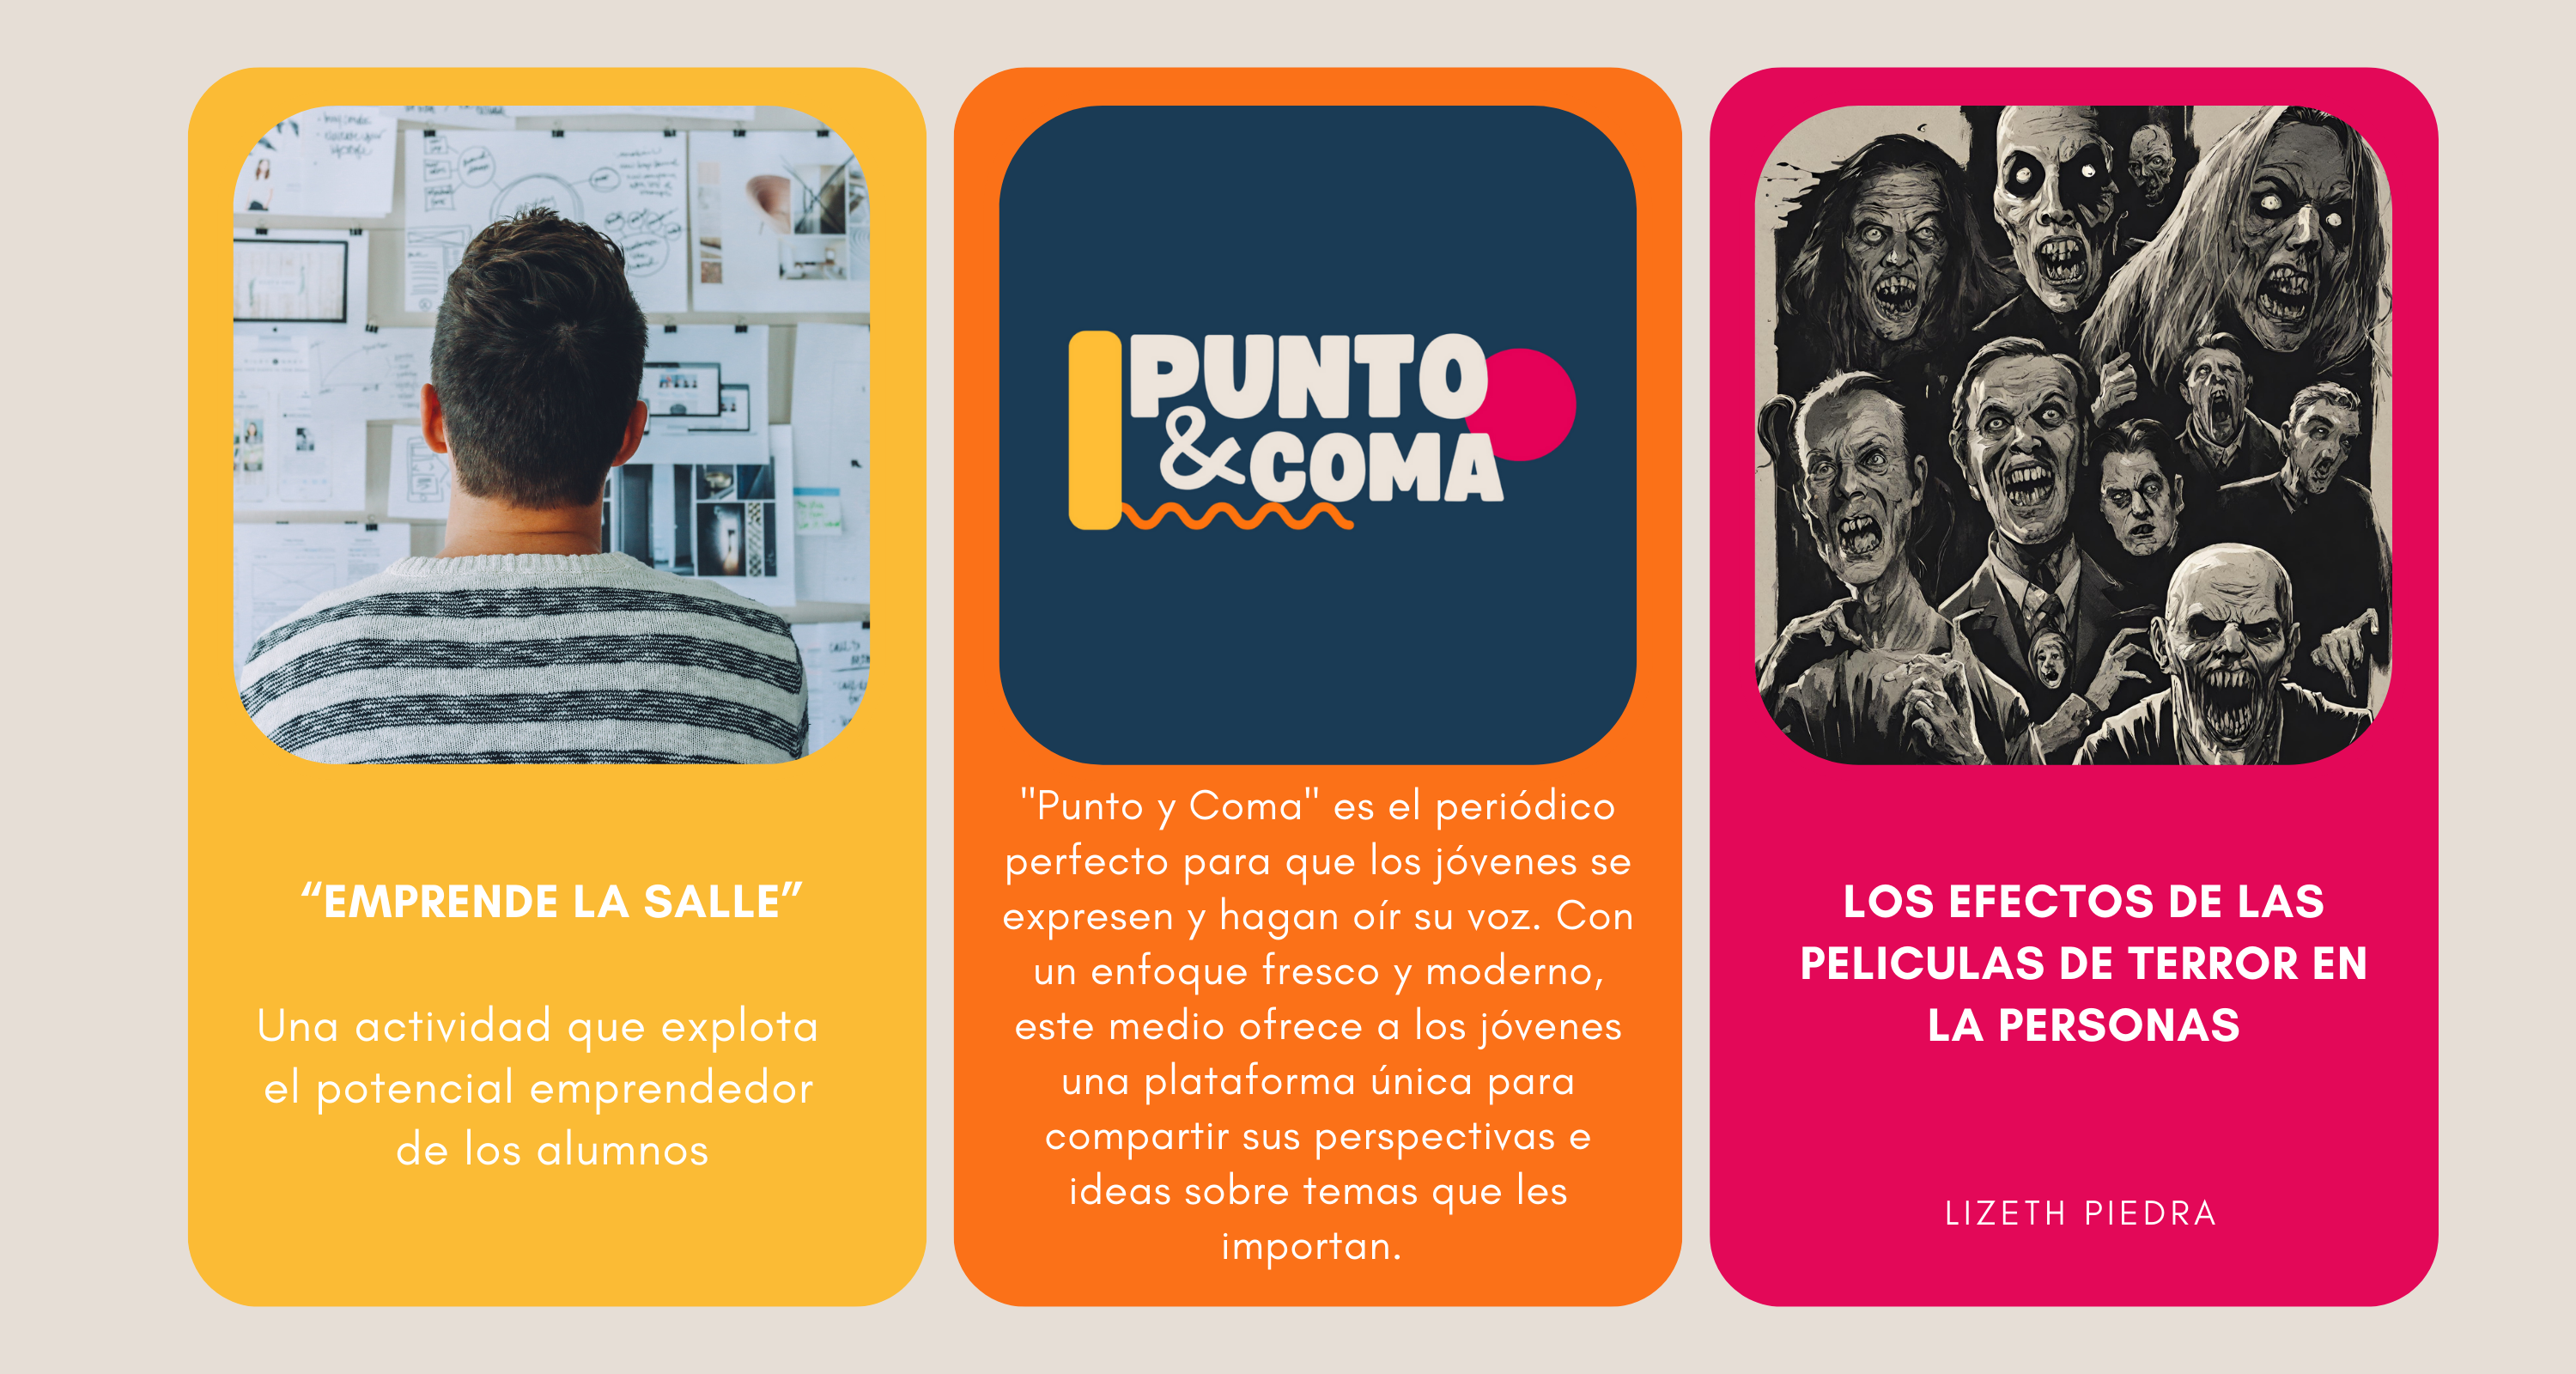 “EMPRENDE LA SALLE”
Una actividad que explota
el potencial emprendedor
de los alumnos
PUNTO
&COMA
"Punto y Coma" es el periódico
perfecto para que los jóvenes se
expresen y hagan oír su voz. Con
un enfoque fresco y moderno,
este medio ofrece a los jóvenes
una plataforma única para
compartir sus perspectivas e
ideas sobre temas que les
importan.
LOS EFECTOS DE LAS
PELICULAS DE TERROR EN
LA PERSONAS
LIZETH PIEDRA